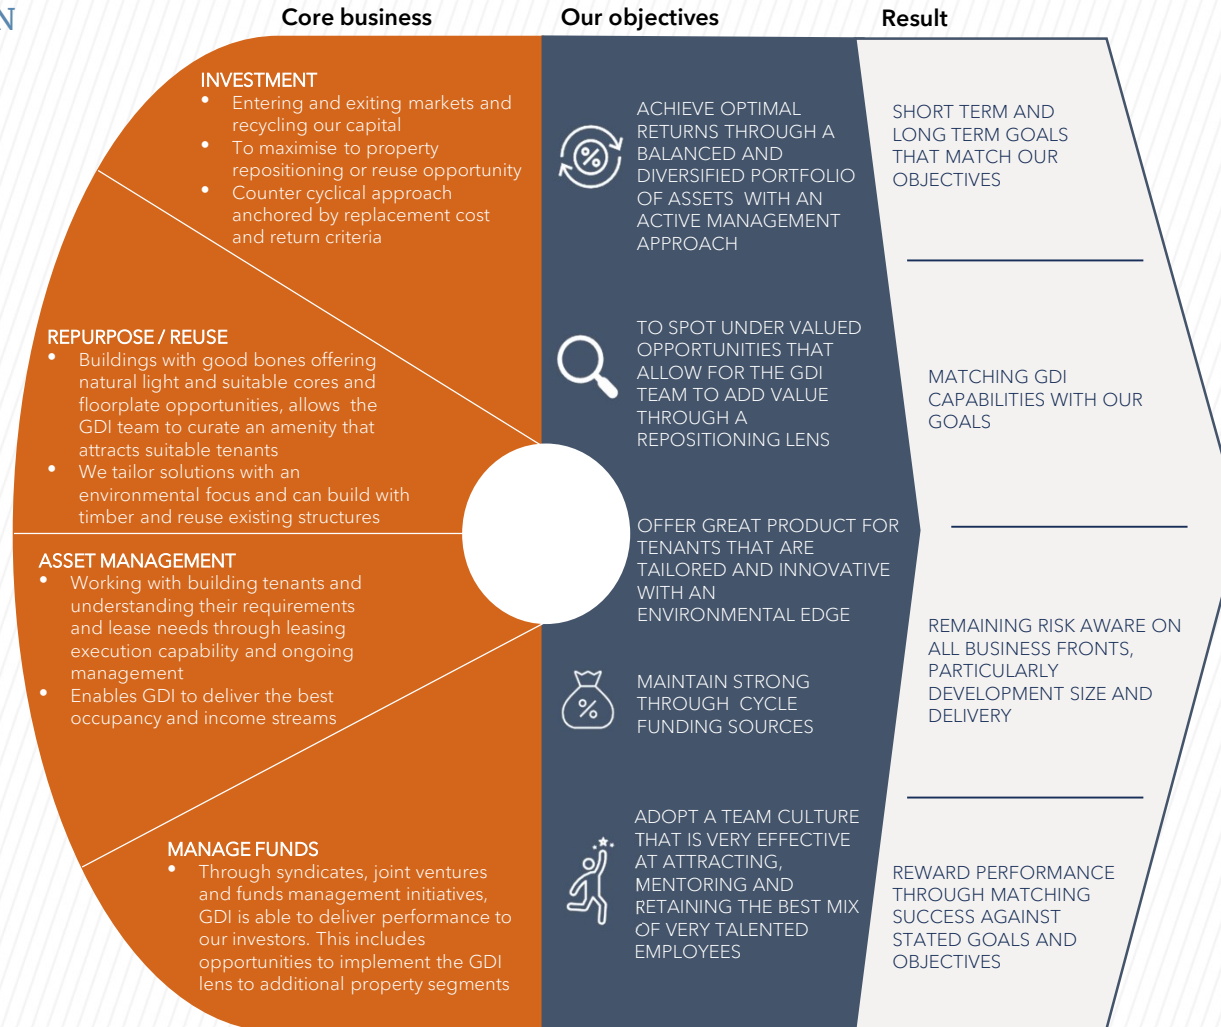 Core business
Our objectives
Result
INVESTMENT
• Entering and exiting markets and
recycling our capital
• To maximise to property
repositioning or reuse opportunity
• Counter cyclical approach
anchored by replacement cost
and return criteria
REPURPOSE / REUSE
• Buildings with good bones offering
natural light and suitable cores and
floorplate opportunities, allows the
GDI team to curate an amenity that
attracts suitable tenants
• We tailor solutions with an
environmental focus and can build with
timber and reuse existing structures
ASSET MANAGEMENT
• Working with building tenants and
understanding their requirements
and lease needs through leasing
execution capability and ongoing
management
• Enables GDI to deliver the best
occupancy and income streams
MANAGE FUNDS
• Through syndicates, joint ventures
and funds management initiatives,
GDI is able to deliver performance to
our investors. This includes
opportunities to implement the GDI
lens to additional property segments
ACHIEVE OPTIMAL
RETURNS THROUGH A
BALANCED AND
DIVERSIFIED PORTFOLIO
OF ASSETS WITH AN
ACTIVE MANAGEMENT
APPROACH
TO SPOT UNDER VALUED
OPPORTUNITIES THAT
ALLOW FOR THE GDI
TEAM TO ADD VALUE
THROUGH A
REPOSITIONING LENS
OFFER GREAT PRODUCT FOR
TENANTS THAT ARE
TAILORED AND INNOVATIVE
WITH AN
ENVIRONMENTAL EDGE
MAINTAIN STRONG
THROUGH CYCLE
FUNDING SOURCES
ADOPT A TEAM CULTURE
THAT IS VERY EFFECTIVE
AT ATTRACTING,
MENTORING AND
RETAINING THE BEST MIX
OF VERY TALENTED
EMPLOYEES
SHORT TERM AND
LONG TERM GOALS
THAT MATCH OUR
OBJECTIVES
MATCHING GDI
CAPABILITIES WITH OUR
GOALS
REMAINING RISK AWARE ON
ALL BUSINESS FRONTS,
PARTICULARLY
DEVELOPMENT SIZE AND
DELIVERY
REWARD PERFORMANCE
THROUGH MATCHING
SUCCESS AGAINST
STATED GOALS AND
OBJECTIVES